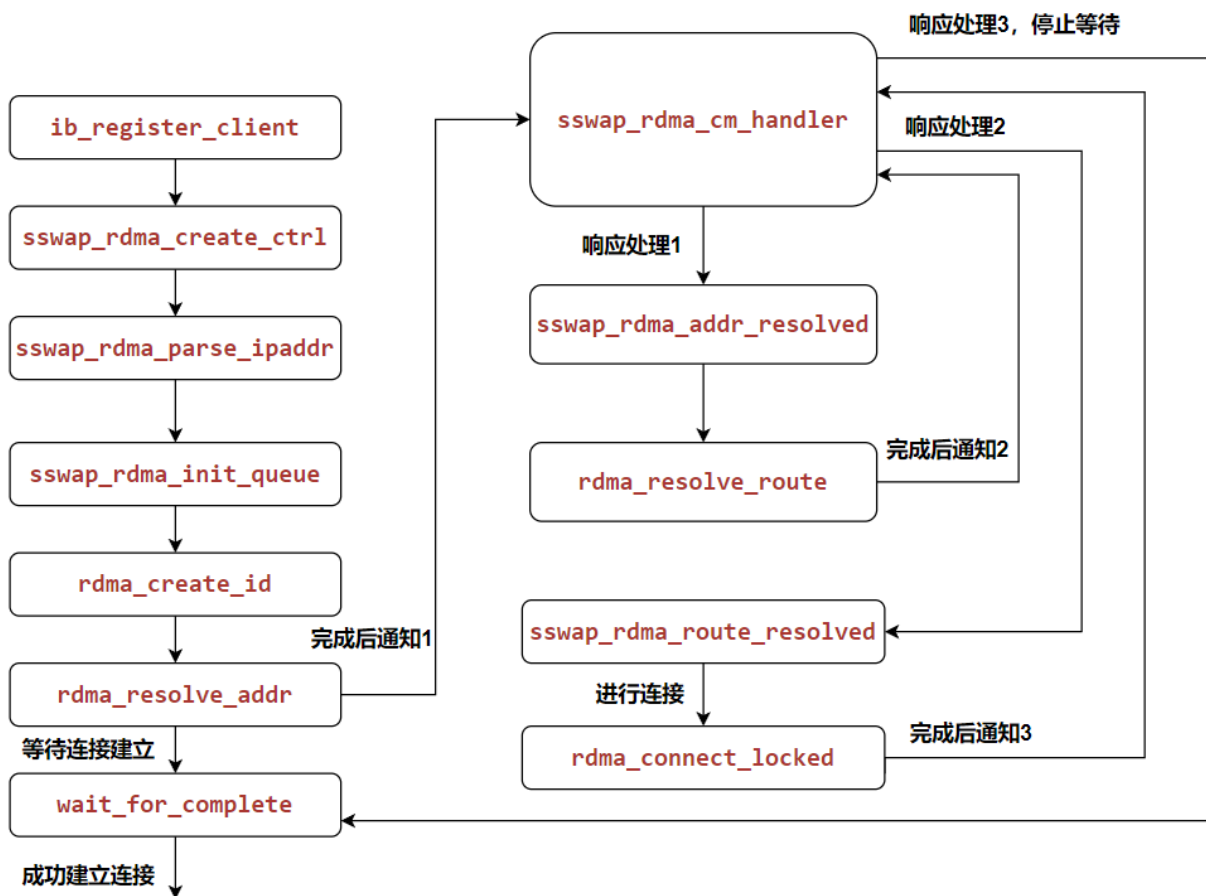 ib_register_client
sswap_rdma_create_ctrl
sswap_rdma_parse_ipaddr
sswap_rdma_init_queue
rdma_create_id
完成后通知1
rdma_resolve_addr
等待连接建立
wait_for_complete
成功建立连接
响应处理3，停止等待
sswap_rdma_cm_handler
响应处理2
响应处理1
sswap_rdma_addr_resolved
完成后通知2
rdma_resolve_route
sswap_rdma_route_resolved
进行连接
完成后通知3
rdma_connect_locked